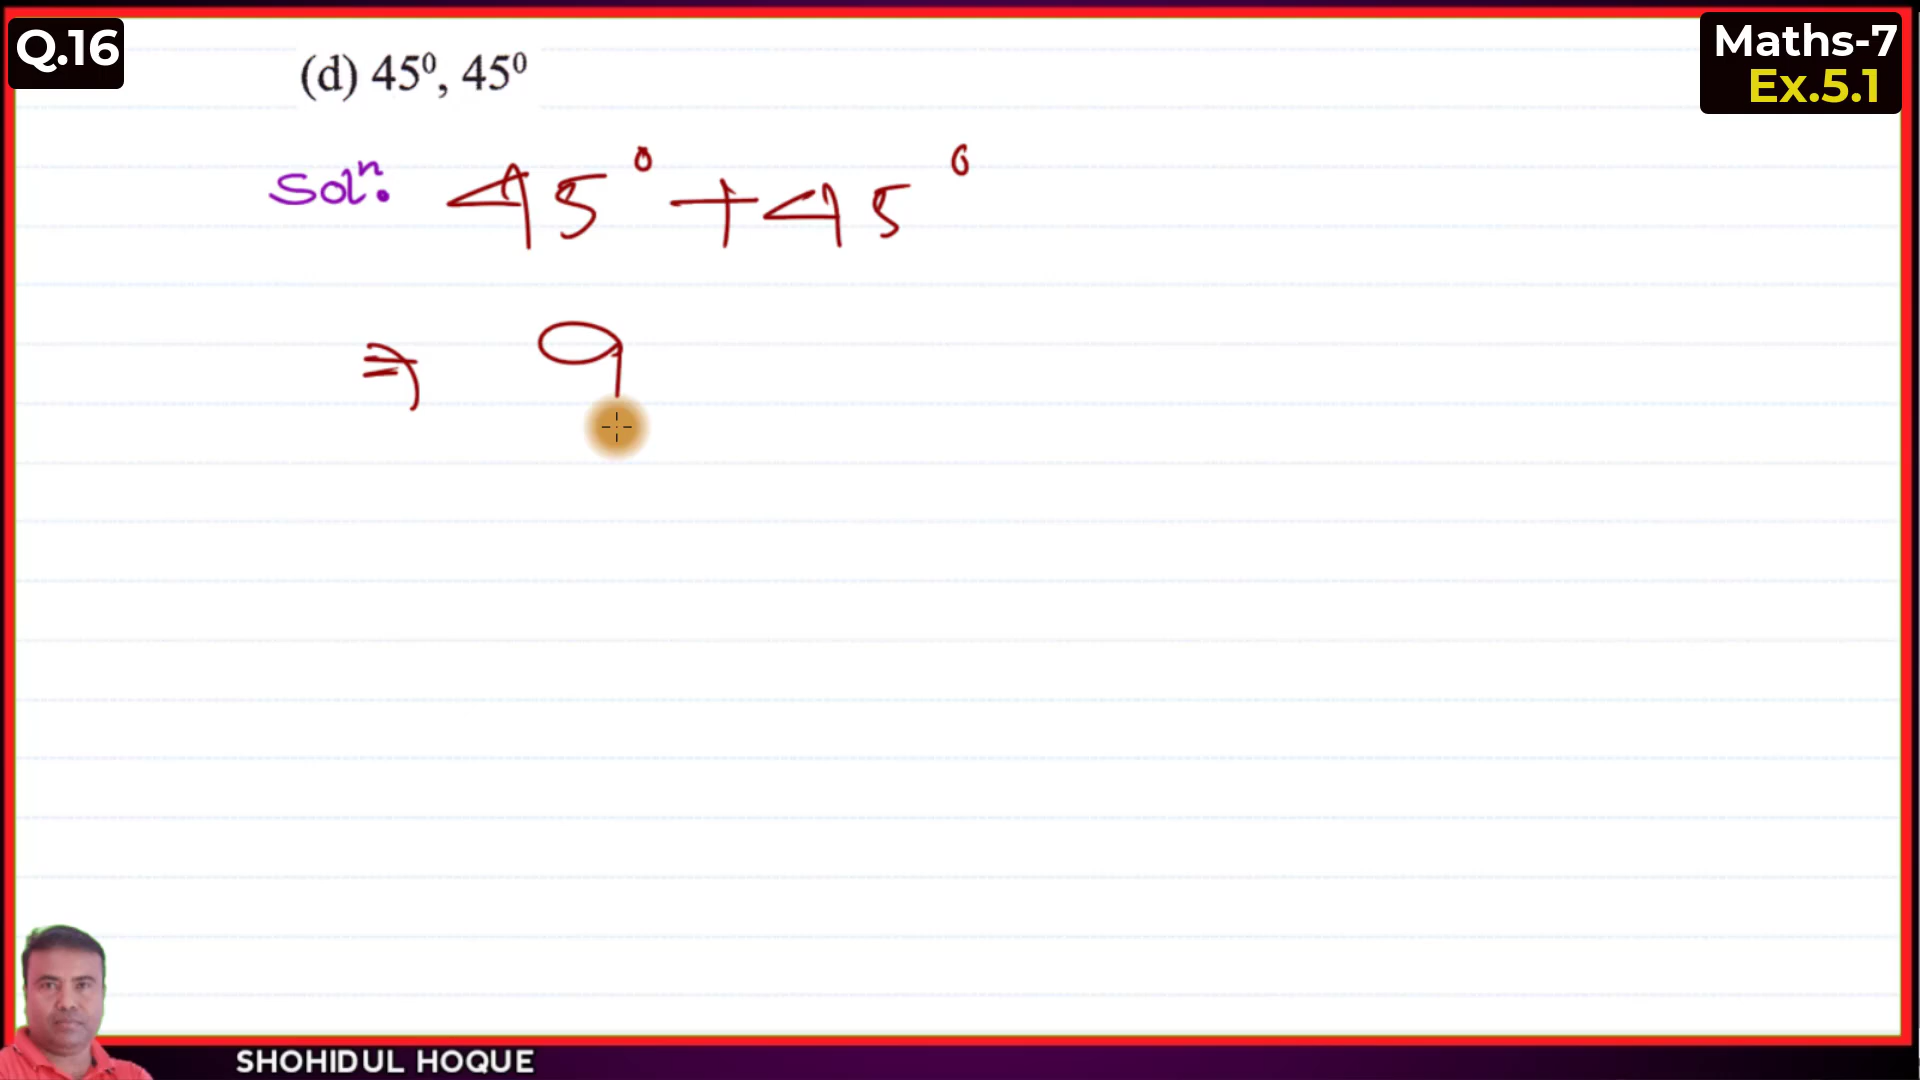 Q.16
(d) 45⁰, 45⁰
Maths-7
Ex.5.1
Solⁿ. 45⁰ + 45⁰
⇒ 9
SHOHIDUL HOQUE